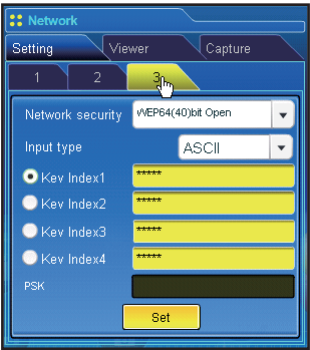 Network
Setting Viewer Capture
1 2 3
Network security WEP64(40)bit Open
Input type ASCII
Key Index1 *****
Key Index2 *****
Key Index3 *****
Key Index4 *****
PSK
Set